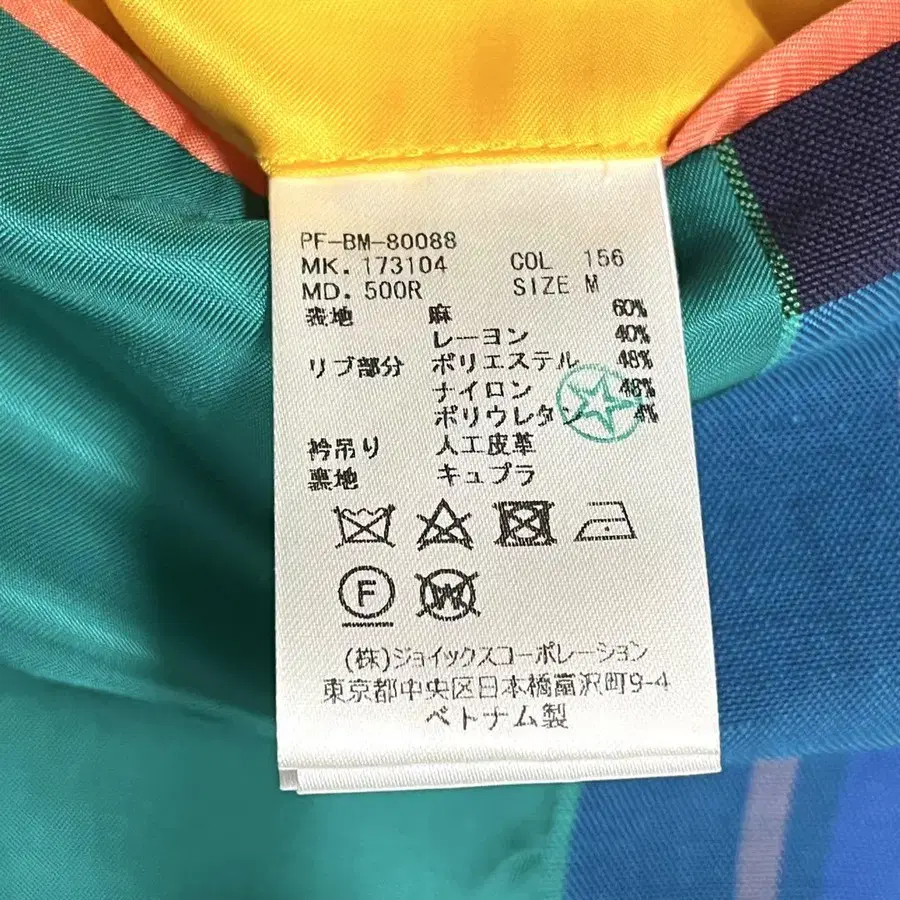 PF-BM-80088
MK. 173104 COL 156
MD. 500R SIZE M
表地 麻 60%
レーヨン 40%
リブ部分 ポリエステル 48%
ナイロン 48%
ポリウレタン 4%
衿吊り 人工皮革
裏地 キュプラ
F
W
(株)ジョイックスコーポレーション
東京都中央区日本橋富沢町9-4
ベトナム製